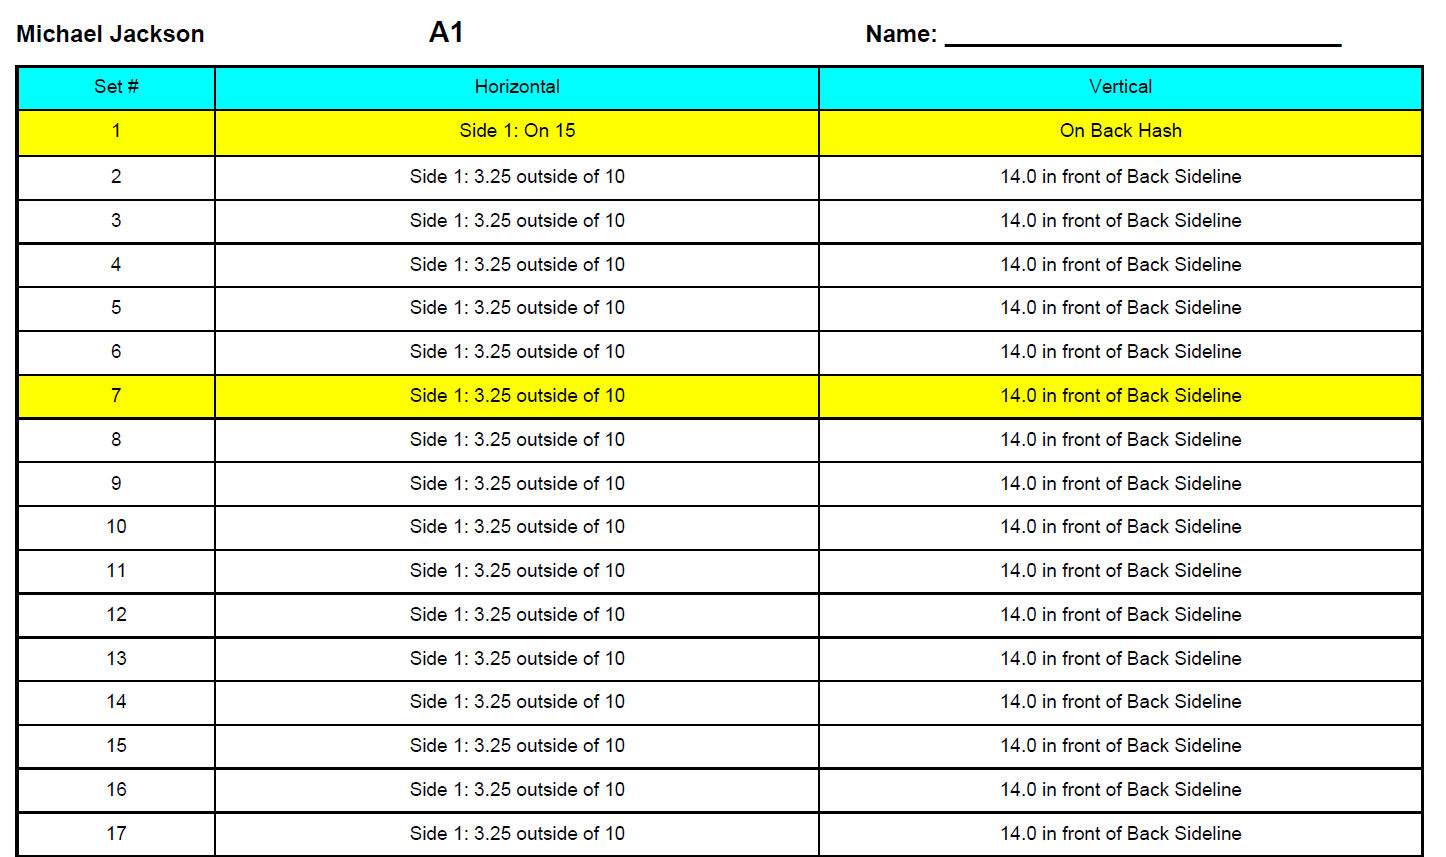 Michael Jackson A1 Name: ____________________
Set # Horizontal Vertical
1 Side 1: On 15 On Back Hash
2 Side 1: 3.25 outside of 10 14.0 in front of Back Sideline
3 Side 1: 3.25 outside of 10 14.0 in front of Back Sideline
4 Side 1: 3.25 outside of 10 14.0 in front of Back Sideline
5 Side 1: 3.25 outside of 10 14.0 in front of Back Sideline
6 Side 1: 3.25 outside of 10 14.0 in front of Back Sideline
7 Side 1: 3.25 outside of 10 14.0 in front of Back Sideline
8 Side 1: 3.25 outside of 10 14.0 in front of Back Sideline
9 Side 1: 3.25 outside of 10 14.0 in front of Back Sideline
10 Side 1: 3.25 outside of 10 14.0 in front of Back Sideline
11 Side 1: 3.25 outside of 10 14.0 in front of Back Sideline
12 Side 1: 3.25 outside of 10 14.0 in front of Back Sideline
13 Side 1: 3.25 outside of 10 14.0 in front of Back Sideline
14 Side 1: 3.25 outside of 10 14.0 in front of Back Sideline
15 Side 1: 3.25 outside of 10 14.0 in front of Back Sideline
16 Side 1: 3.25 outside of 10 14.0 in front of Back Sideline
17 Side 1: 3.25 outside of 10 14.0 in front of Back Sideline